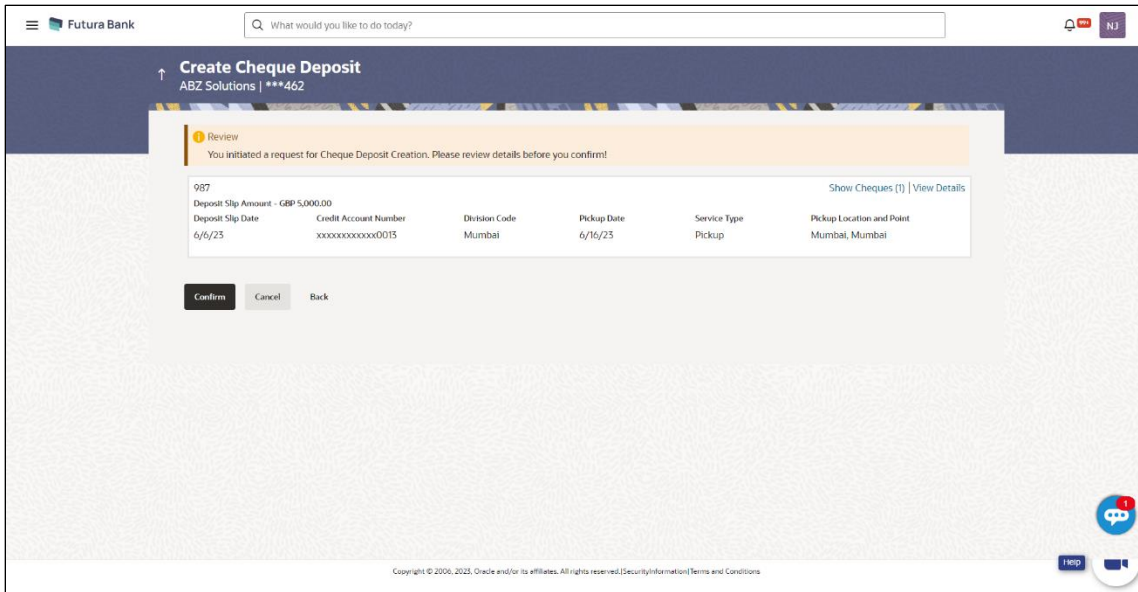 Futura Bank
What would you like to do today?
99+
NJ
Create Cheque Deposit
ABZ Solutions | ***462
Review
You initiated a request for Cheque Deposit Creation. Please review details before you confirm!
987 Show Cheques (1) | View Details
Deposit Slip Amount - GBP 5,000.00
Deposit Slip Date Credit Account Number Division Code Pickup Date Service Type Pickup Location and Point
6/6/23 xxxxxxxxxxxx0013 Mumbai 6/16/23 Pickup Mumbai, Mumbai
Confirm Cancel Back
1
Help
Copyright © 2006, 2023, Oracle and/or its affiliates. All rights reserved.|SecurityInformation|Terms and Conditions